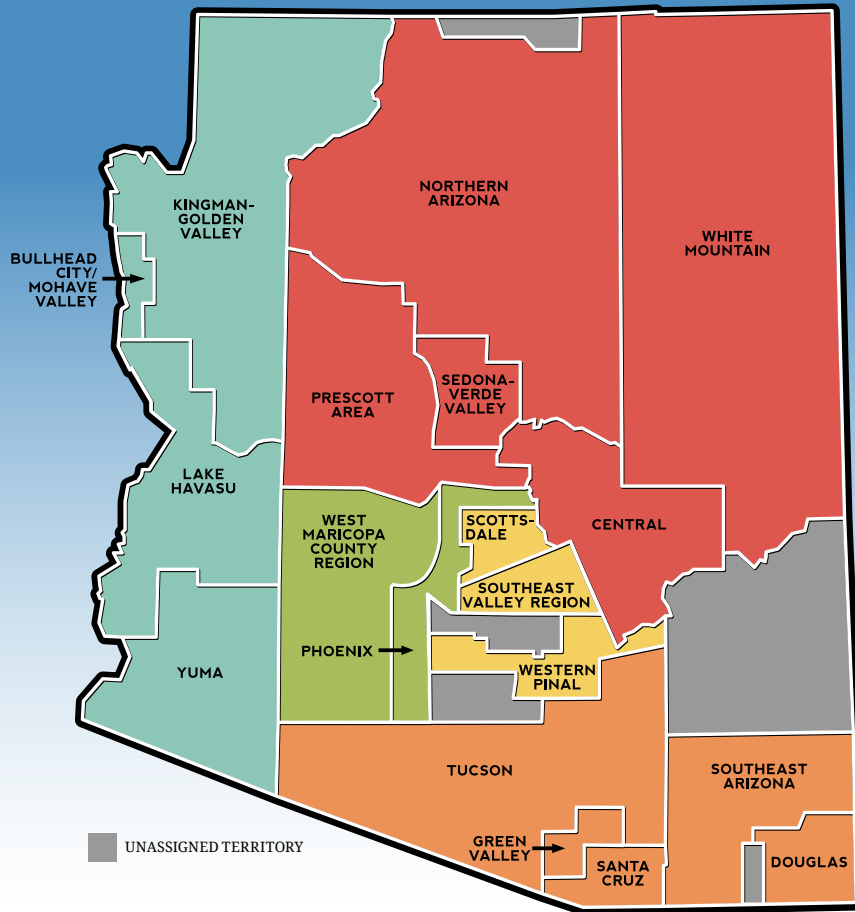 NORTHERN
ARIZONA
KINGMAN-
GOLDEN
VALLEY
WHITE
MOUNTAIN
BULLHEAD
CITY/
MOHAVE
VALLEY
PRESCOTT
AREA
SEDONA-
VERDE
VALLEY
LAKE
HAVASU
WEST
MARICOPA
COUNTY
REGION
SCOTTS-
DALE
CENTRAL
SOUTHEAST
VALLEY REGION
PHOENIX
YUMA
WESTERN
PINAL
TUCSON
SOUTHEAST
ARIZONA
GREEN
VALLEY
SANTA
CRUZ
DOUGLAS
UNASSIGNED TERRITORY